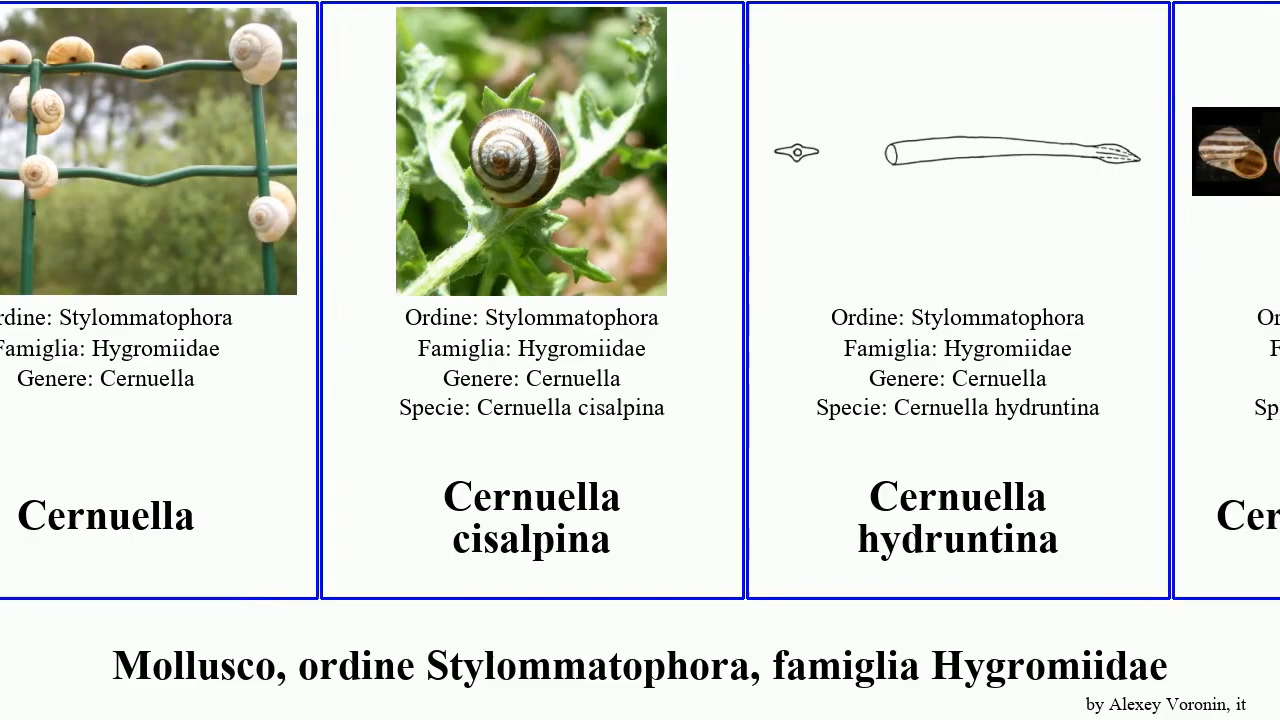 Stylommatophora
Famiglia: Hygromiidae
Genere: Cernuella
Cernuella
Ordine: Stylommatophora
Famiglia: Hygromiidae
Genere: Cernuella
Specie: Cernuella cisalpina
Cernuella
cisalpina
Ordine: Stylommatophora
Famiglia: Hygromiidae
Genere: Cernuella
Specie: Cernuella hydruntina
Cernuella
hydruntina
Mollusco, ordine Stylommatophora, famiglia Hygromiidae
by Alexey Voronin, it